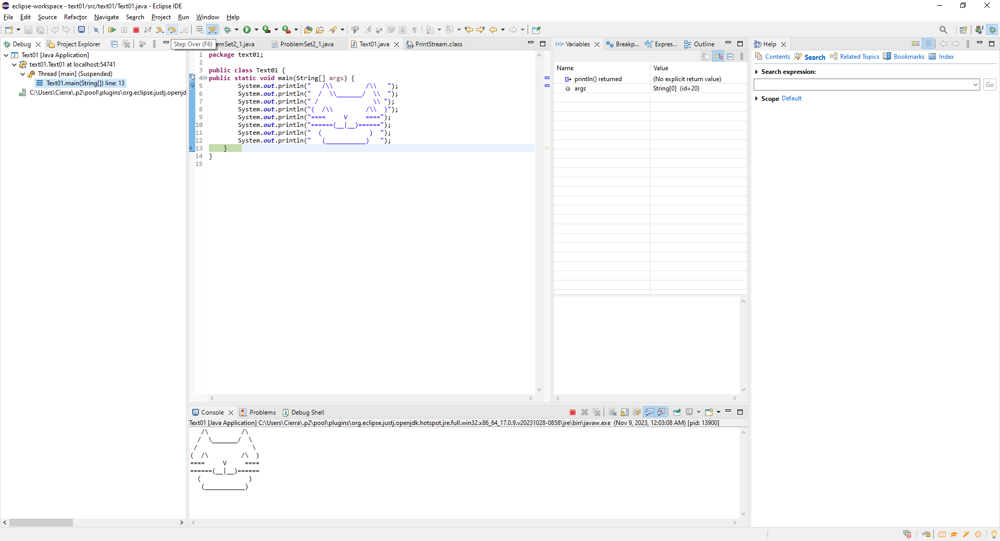 eclipse-workspace - text01/src/text01/Text01.java - Eclipse IDE
File Edit Source Refactor Navigate Search Project Run Window Help
Debug Project Explorer
Step Over (F6)
emSet2_1.java ProblemSet2_1.java Text01.java PrintStream.class
Text01 [Java Application]
text01.Text01 at localhost:54741
Thread [main] (Suspended)
Text01.main(String[]) line: 13
C:\Users\Cierra\.p2\pool\plugins\org.eclipse.justj.openjd
1 package text01;
2
3 public class Text01 {
4 public static void main(String[] args) {
5         System.out.println("   /\\         /\\   ");
6         System.out.println("  /  \\_______/  \\  ");
7         System.out.println(" /               \\ ");
8         System.out.println("(  /\\         /\\  )");
9         System.out.println("====     V     ====");
10         System.out.println("======(__|__)======");
11         System.out.println("  (             )  ");
12         System.out.println("   (___________)   ");
13     }
14 }
15
Variables Breakp... Expres... Outline
Name Value
println() returned (No explicit return value)
args String[0] (id=20)
Help
Contents Search Related Topics Bookmarks Index
Search expression:
Go
Scope Default
Console Problems Debug Shell
Text01 [Java Application] C:\Users\Cierra\.p2\pool\plugins\org.eclipse.justj.openjdk.hotspot.jre.full.win32.x86_64_17.0.9.v20231028-0858\jre\bin\javaw.exe (Nov 9, 2023, 12:03:08 AM) [pid: 13900]
   /\         /\
  /  \_______/  \
 /               \
(  /\         /\  )
====     V     ====
======(__|__)======
  (             )
   (___________)